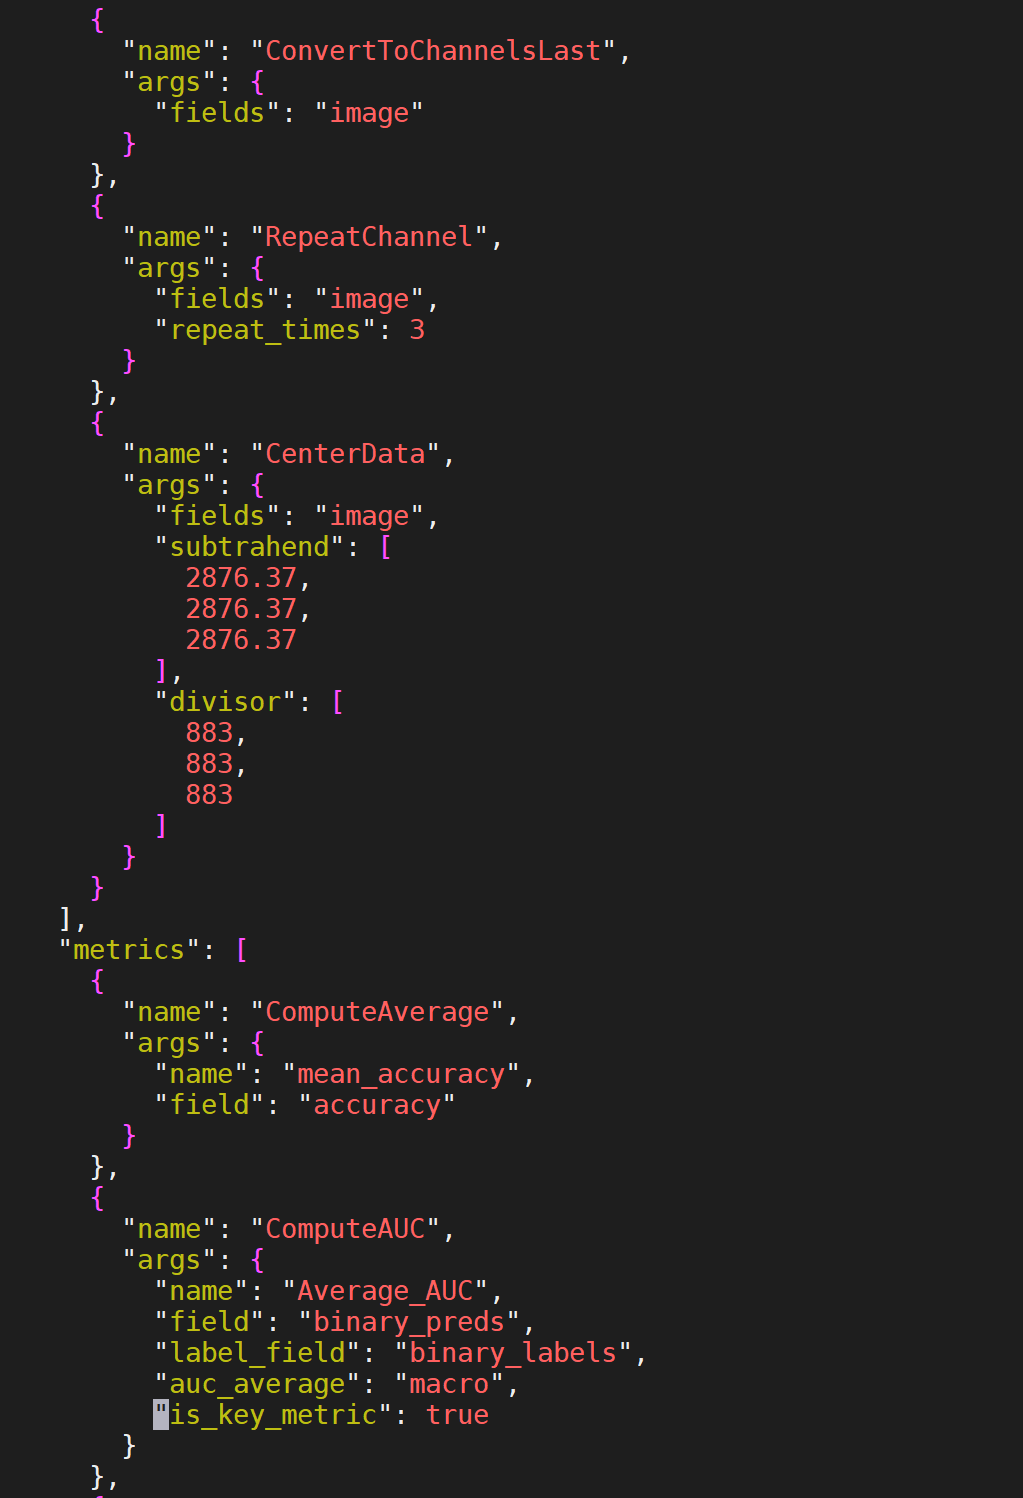 {
"name": "ConvertToChannelsLast",
"args": {
"fields": "image"
}
},
{
"name": "RepeatChannel",
"args": {
"fields": "image",
"repeat_times": 3
}
},
{
"name": "CenterData",
"args": {
"fields": "image",
"subtrahend": [
2876.37,
2876.37,
2876.37
],
"divisor": [
883,
883,
883
]
}
}
],
"metrics": [
{
"name": "ComputeAverage",
"args": {
"name": "mean_accuracy",
"field": "accuracy"
}
},
{
"name": "ComputeAUC",
"args": {
"name": "Average_AUC",
"field": "binary_preds",
"label_field": "binary_labels",
"auc_average": "macro",
"is_key_metric": true
}
},
{